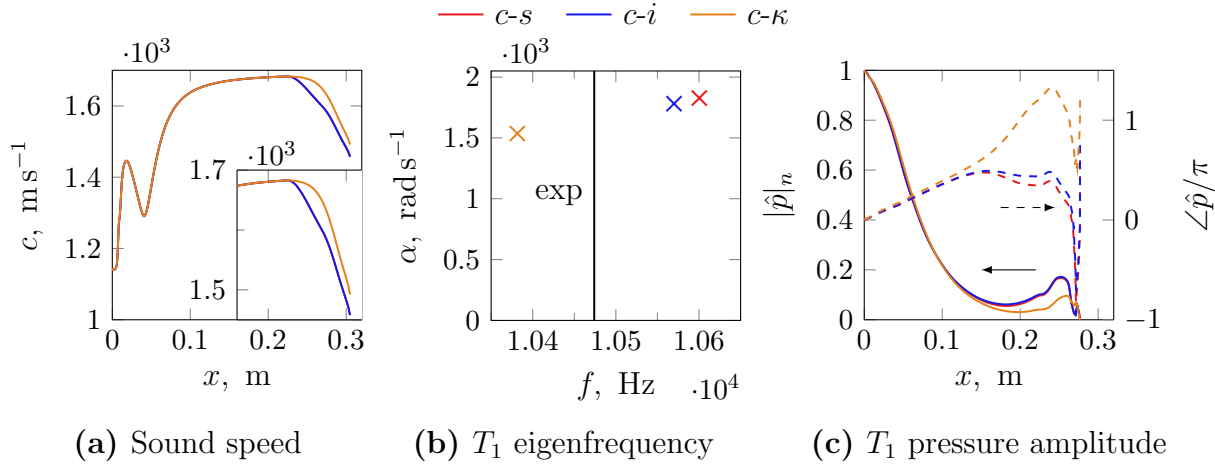 c-s c-i c-κ
·10³
1.6
1.4
1.2
1
c, m s⁻¹
0 0.1 0.2 0.3
x, m
·10³
1.7
1.5
(a) Sound speed
·10³
2
1.5
1
0.5
0
α, rad s⁻¹
exp
1.04 1.05 1.06
f, Hz ·10⁴
(b) T₁ eigenfrequency
1
0.8
0.6
0.4
0.2
0
|p̂|ₙ
0 0.1 0.2 0.3
x, m
1
0
−1
∠p̂/π
(c) T₁ pressure amplitude